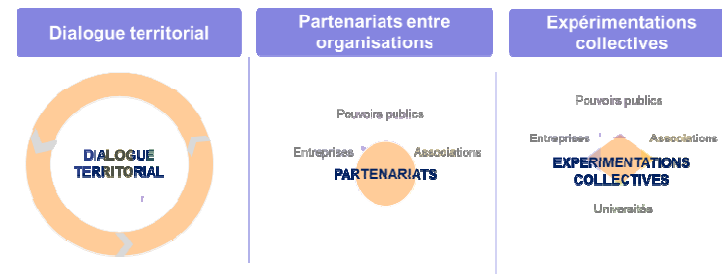 Dialogue territorial
DIALOGUE
TERRITORIAL
Partenariats entre
organisations
Pouvoirs publics
Entreprises
Associations
PARTENARIATS
Expérimentations
collectives
Pouvoirs publics
Entreprises
Associations
EXPERIMENTATIONS
COLLECTIVES
Universités